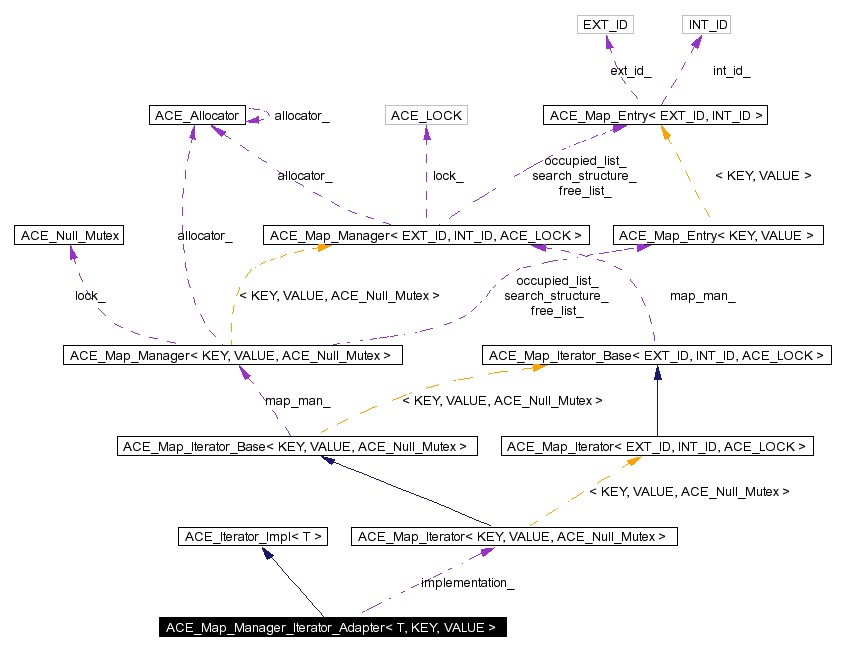 EXT_ID
INT_ID
ext_id_
int_id_
ACE_Allocator
allocator_
ACE_LOCK
ACE_Map_Entry< EXT_ID, INT_ID >
occupied_list_
search_structure_
free_list_
allocator_
lock_
< KEY, VALUE >
ACE_Null_Mutex
allocator_
ACE_Map_Manager< EXT_ID, INT_ID, ACE_LOCK >
ACE_Map_Entry< KEY, VALUE >
occupied_list_
search_structure_
free_list_
lock_
< KEY, VALUE, ACE_Null_Mutex >
map_man_
ACE_Map_Manager< KEY, VALUE, ACE_Null_Mutex >
ACE_Map_Iterator_Base< EXT_ID, INT_ID, ACE_LOCK >
map_man_
< KEY, VALUE, ACE_Null_Mutex >
ACE_Map_Iterator_Base< KEY, VALUE, ACE_Null_Mutex >
ACE_Map_Iterator< EXT_ID, INT_ID, ACE_LOCK >
< KEY, VALUE, ACE_Null_Mutex >
ACE_Iterator_Impl< T >
ACE_Map_Iterator< KEY, VALUE, ACE_Null_Mutex >
implementation_
ACE_Map_Manager_Iterator_Adapter< T, KEY, VALUE >